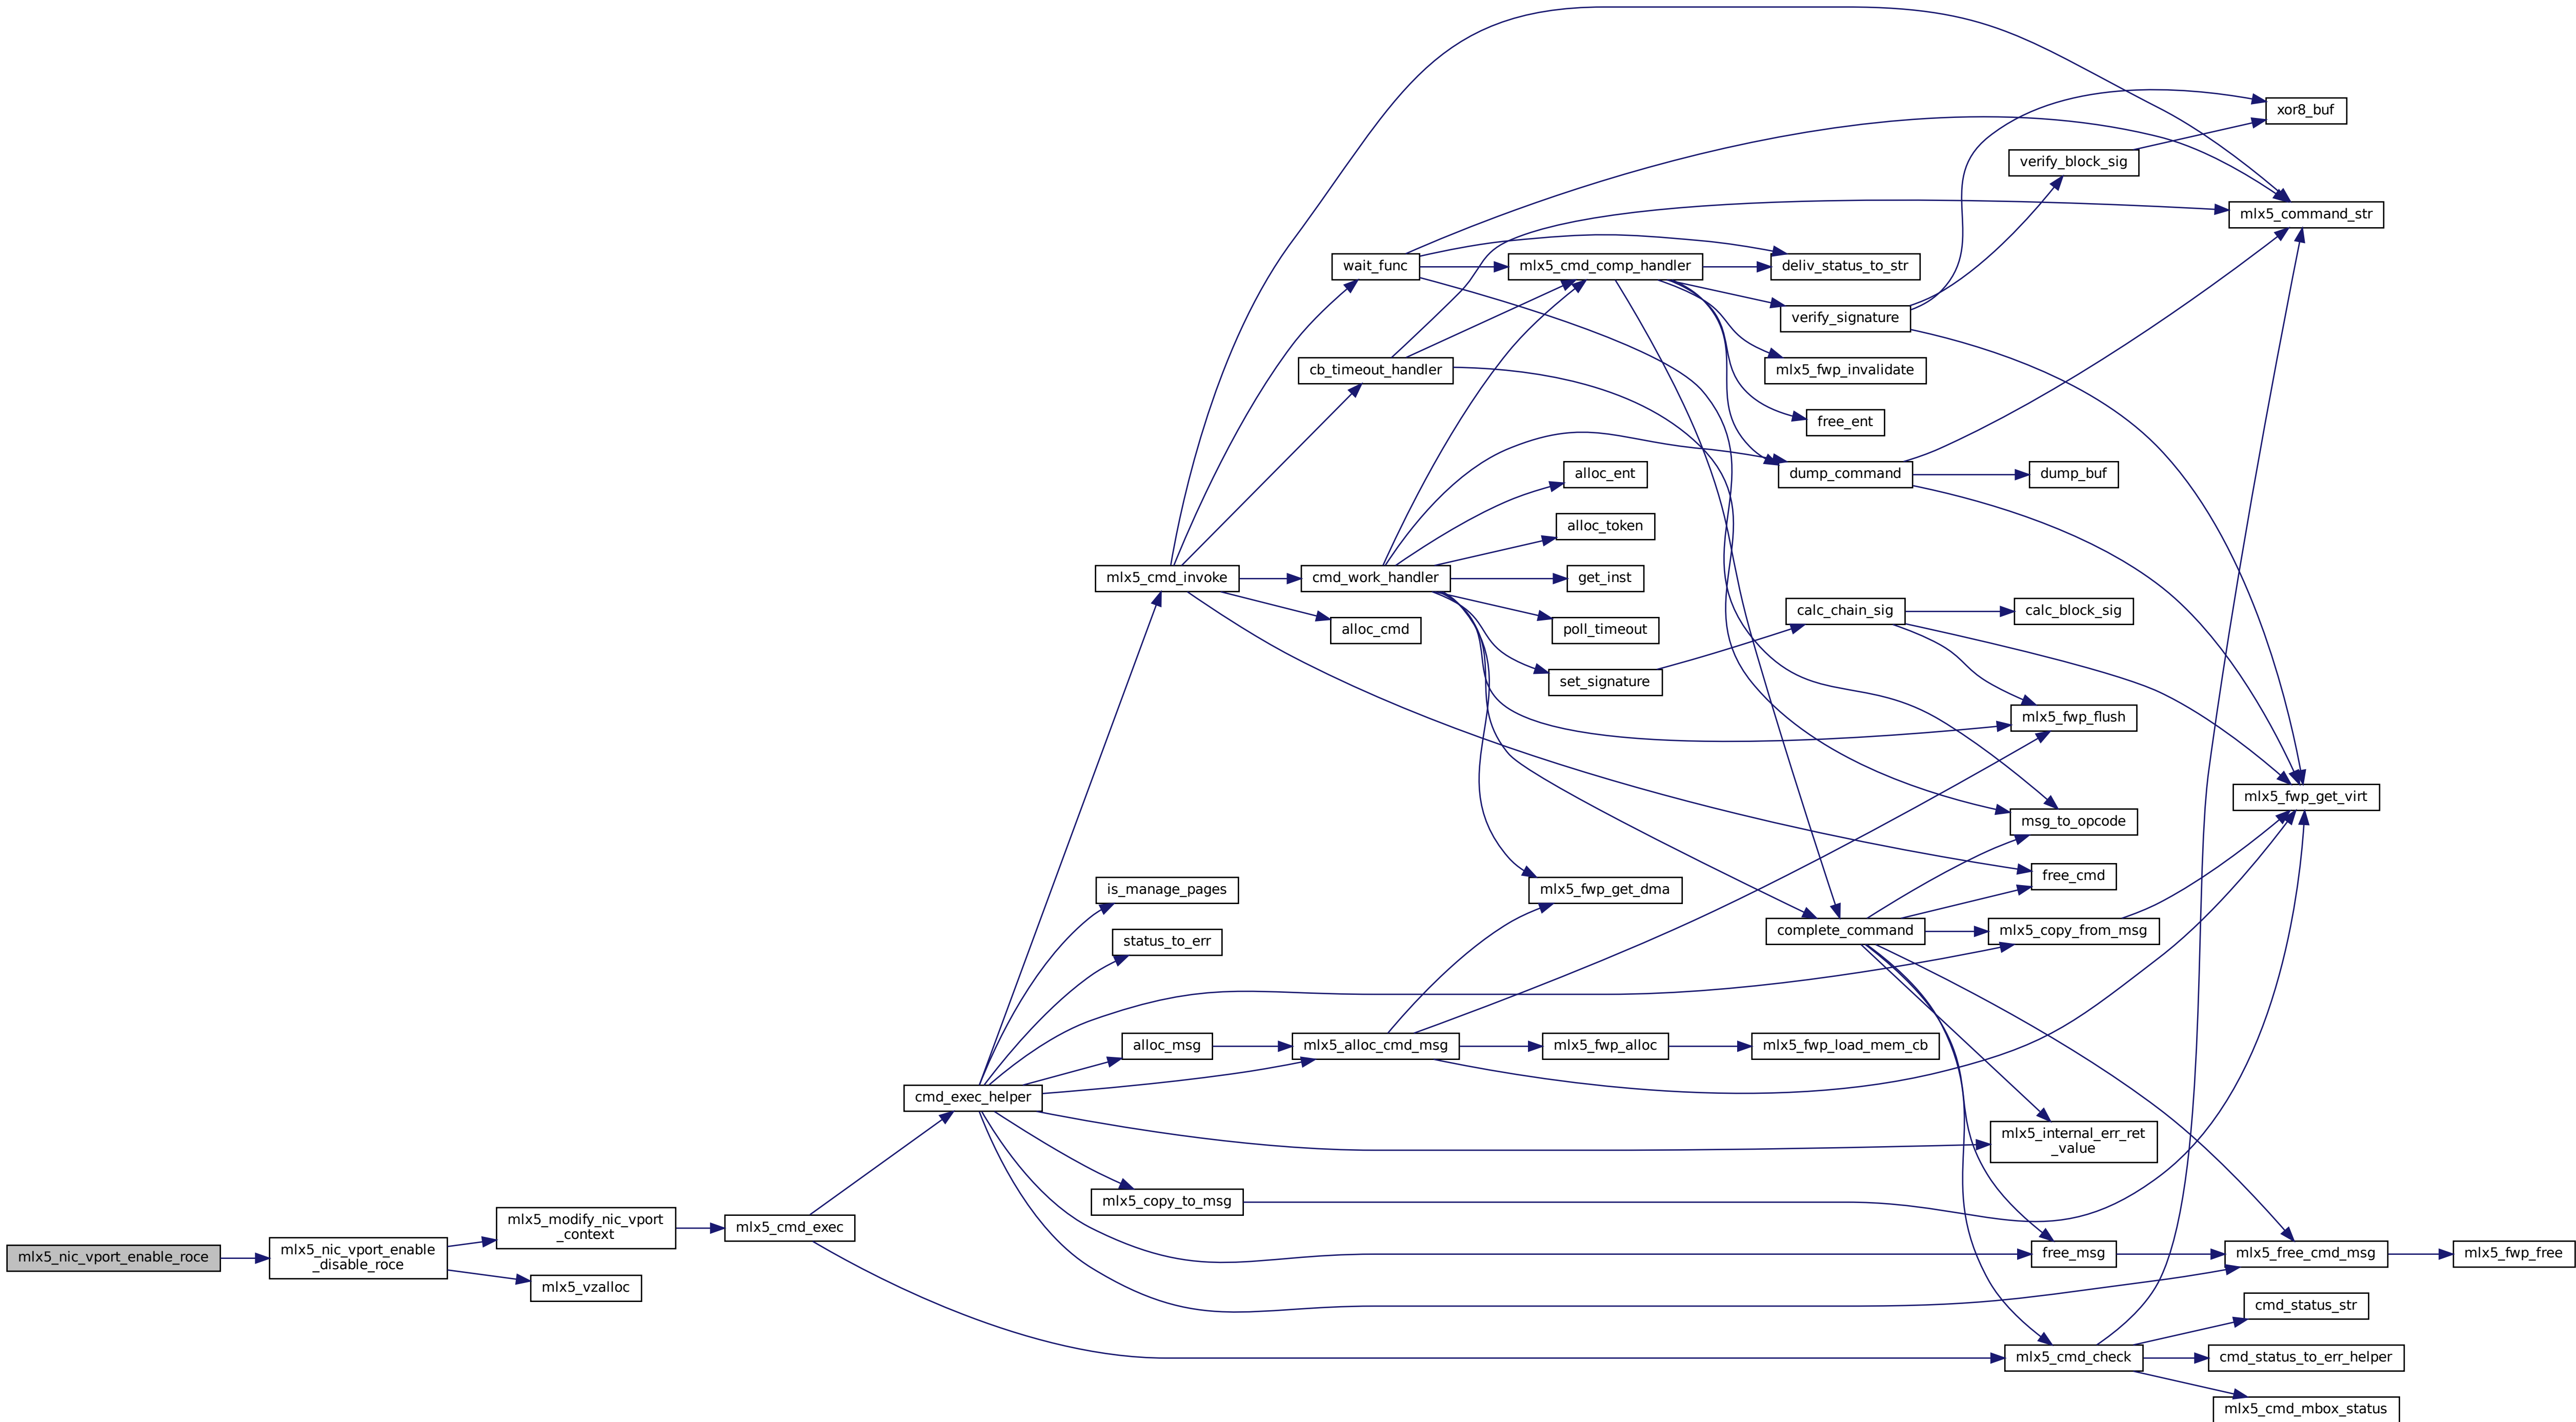 xor8_buf
verify_block_sig
mlx5_command_str
wait_func
mlx5_cmd_comp_handler
deliv_status_to_str
verify_signature
cb_timeout_handler
mlx5_fwp_invalidate
free_ent
alloc_ent
dump_command
dump_buf
alloc_token
mlx5_cmd_invoke
cmd_work_handler
get_inst
calc_chain_sig
calc_block_sig
alloc_cmd
poll_timeout
set_signature
mlx5_fwp_flush
mlx5_fwp_get_virt
msg_to_opcode
free_cmd
is_manage_pages
mlx5_fwp_get_dma
status_to_err
complete_command
mlx5_copy_from_msg
alloc_msg
mlx5_alloc_cmd_msg
mlx5_fwp_alloc
mlx5_fwp_load_mem_cb
cmd_exec_helper
mlx5_internal_err_ret
_value
mlx5_copy_to_msg
mlx5_modify_nic_vport
_context
mlx5_cmd_exec
mlx5_nic_vport_enable_roce
mlx5_nic_vport_enable
_disable_roce
mlx5_vzalloc
free_msg
mlx5_free_cmd_msg
mlx5_fwp_free
cmd_status_str
mlx5_cmd_check
cmd_status_to_err_helper
mlx5_cmd_mbox_status